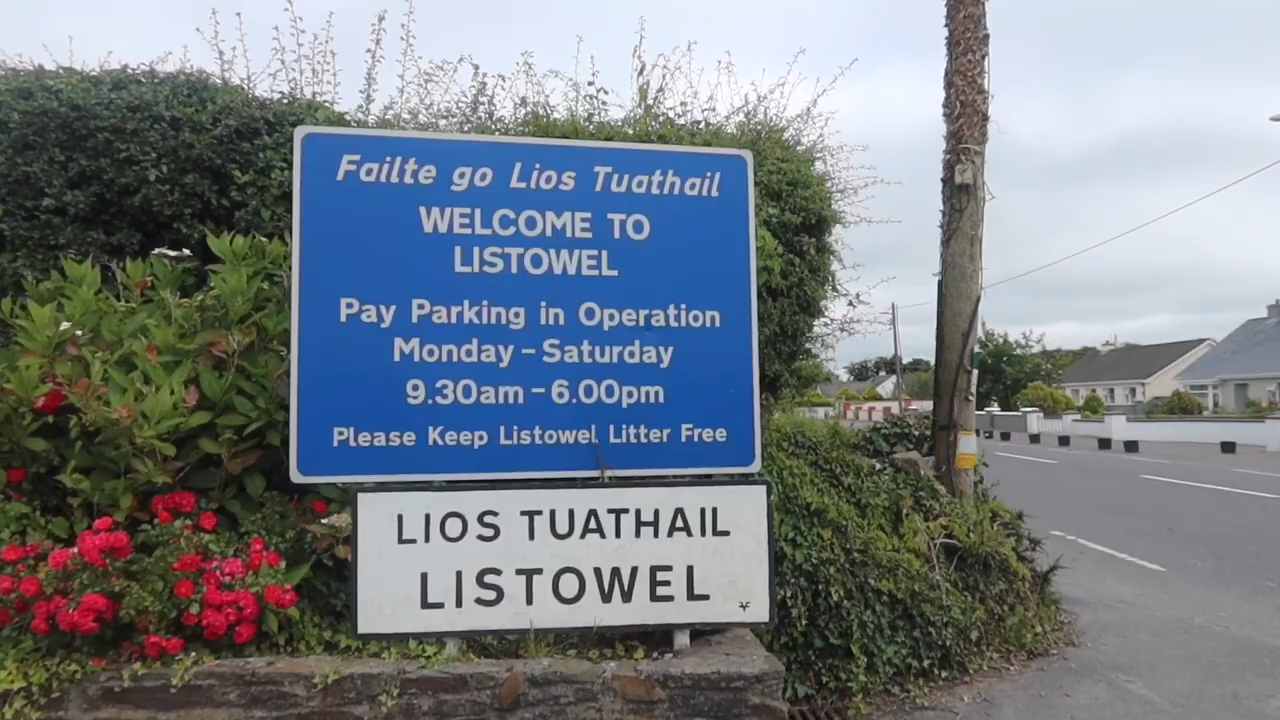 Failte go Lios Tuathail
WELCOME TO
LISTOWEL
Pay Parking in Operation
Monday – Saturday
9.30am – 6.00pm
Please Keep Listowel Litter Free
LIOS TUATHAIL
LISTOWEL